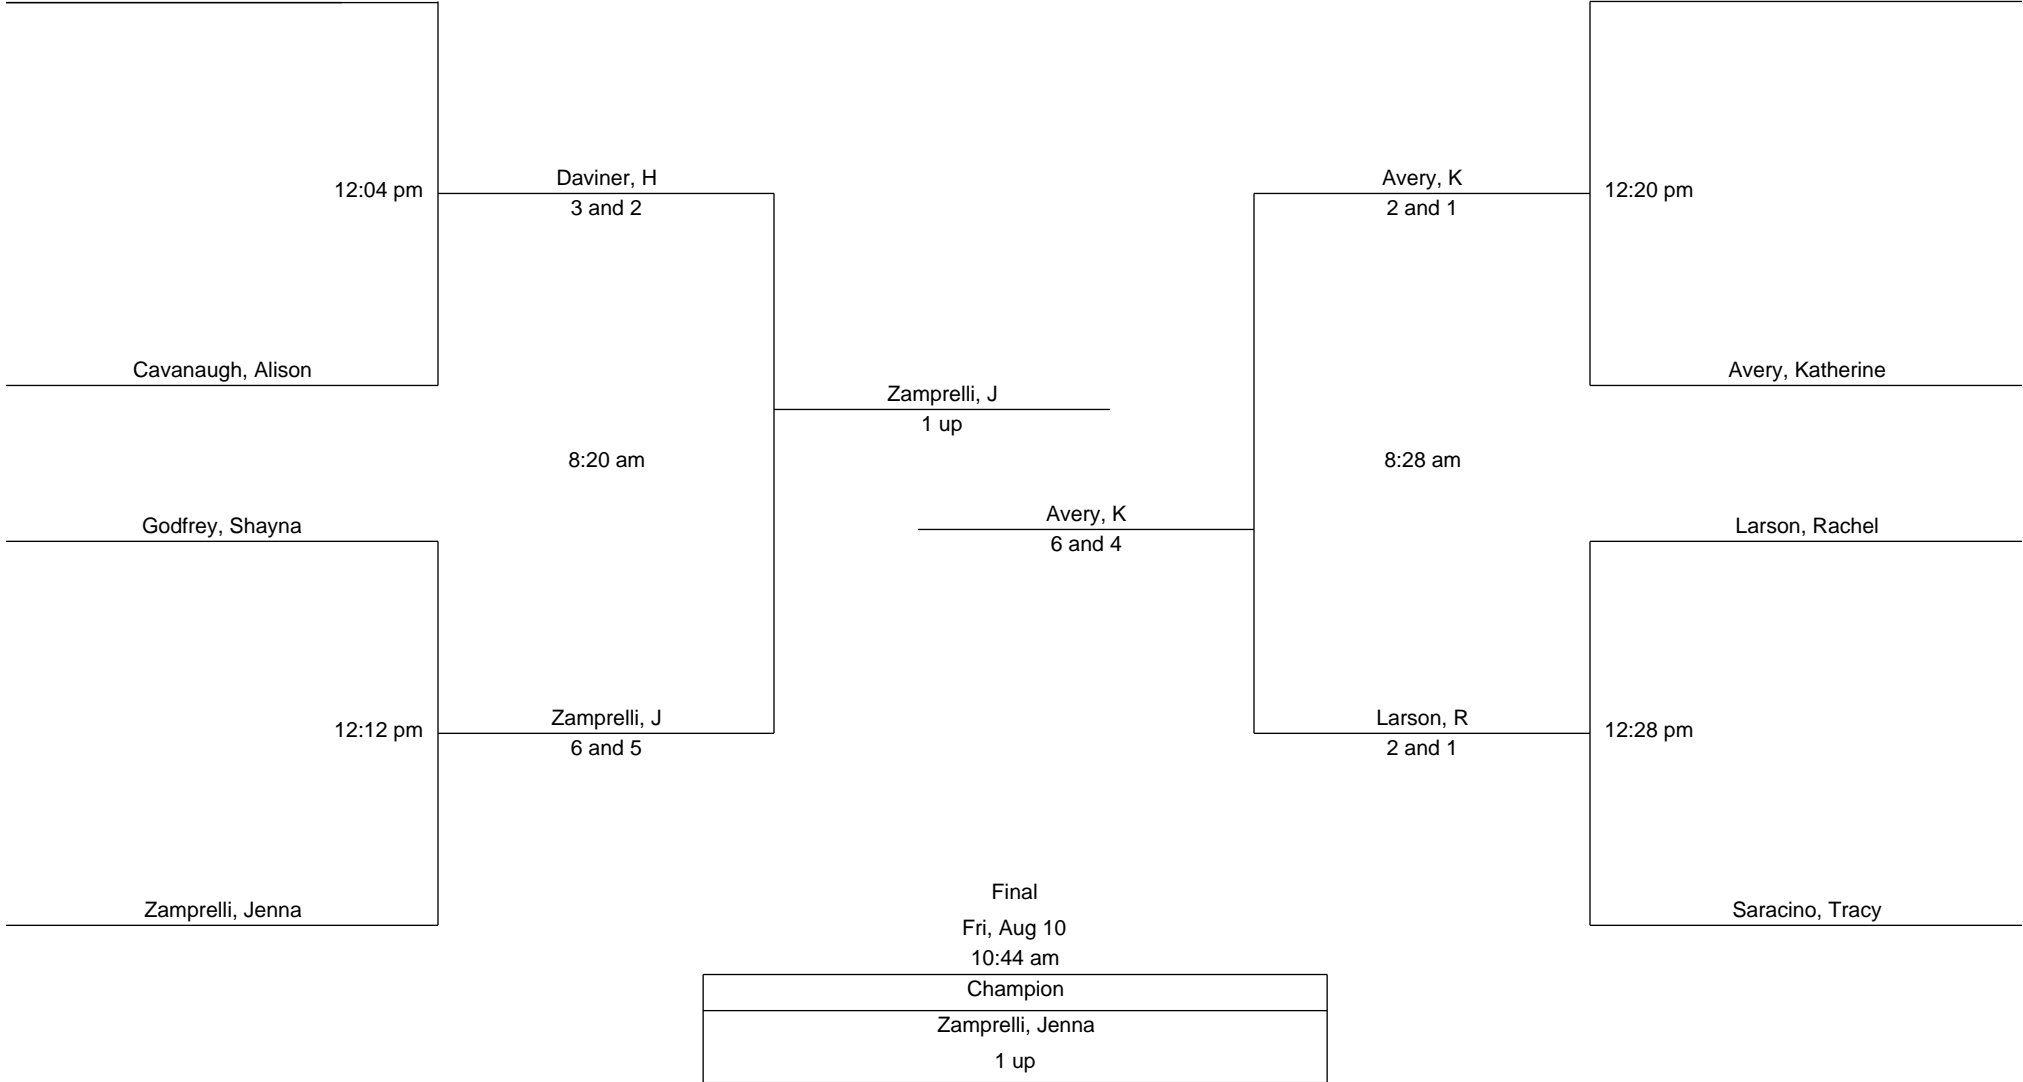 12:04 pm
Daviner, H
3 and 2
Avery, K
2 and 1
12:20 pm
Cavanaugh, Alison
Zamprelli, J
1 up
Avery, Katherine
8:20 am
8:28 am
Godfrey, Shayna
Avery, K
6 and 4
Larson, Rachel
12:12 pm
Zamprelli, J
6 and 5
Larson, R
2 and 1
12:28 pm
Zamprelli, Jenna
Final
Fri, Aug 10
10:44 am
Saracino, Tracy
Champion
Zamprelli, Jenna
1 up